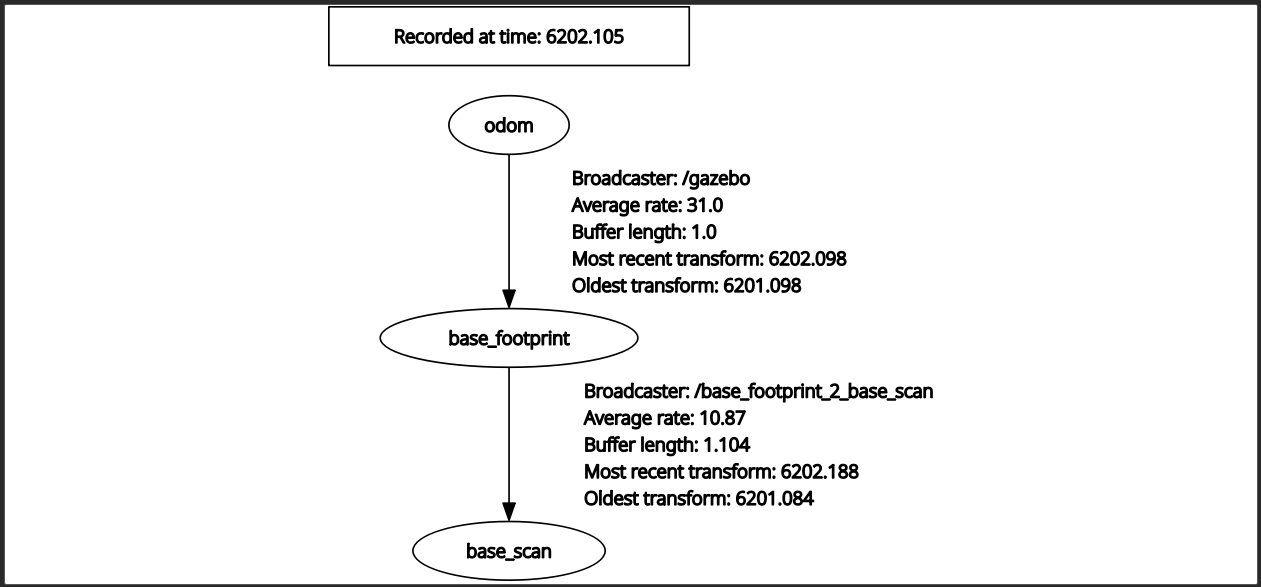 Recorded at time: 6202.105
odom
Broadcaster: /gazebo
Average rate: 31.0
Buffer length: 1.0
Most recent transform: 6202.098
Oldest transform: 6201.098
base_footprint
Broadcaster: /base_footprint_2_base_scan
Average rate: 10.87
Buffer length: 1.104
Most recent transform: 6202.188
Oldest transform: 6201.084
base_scan